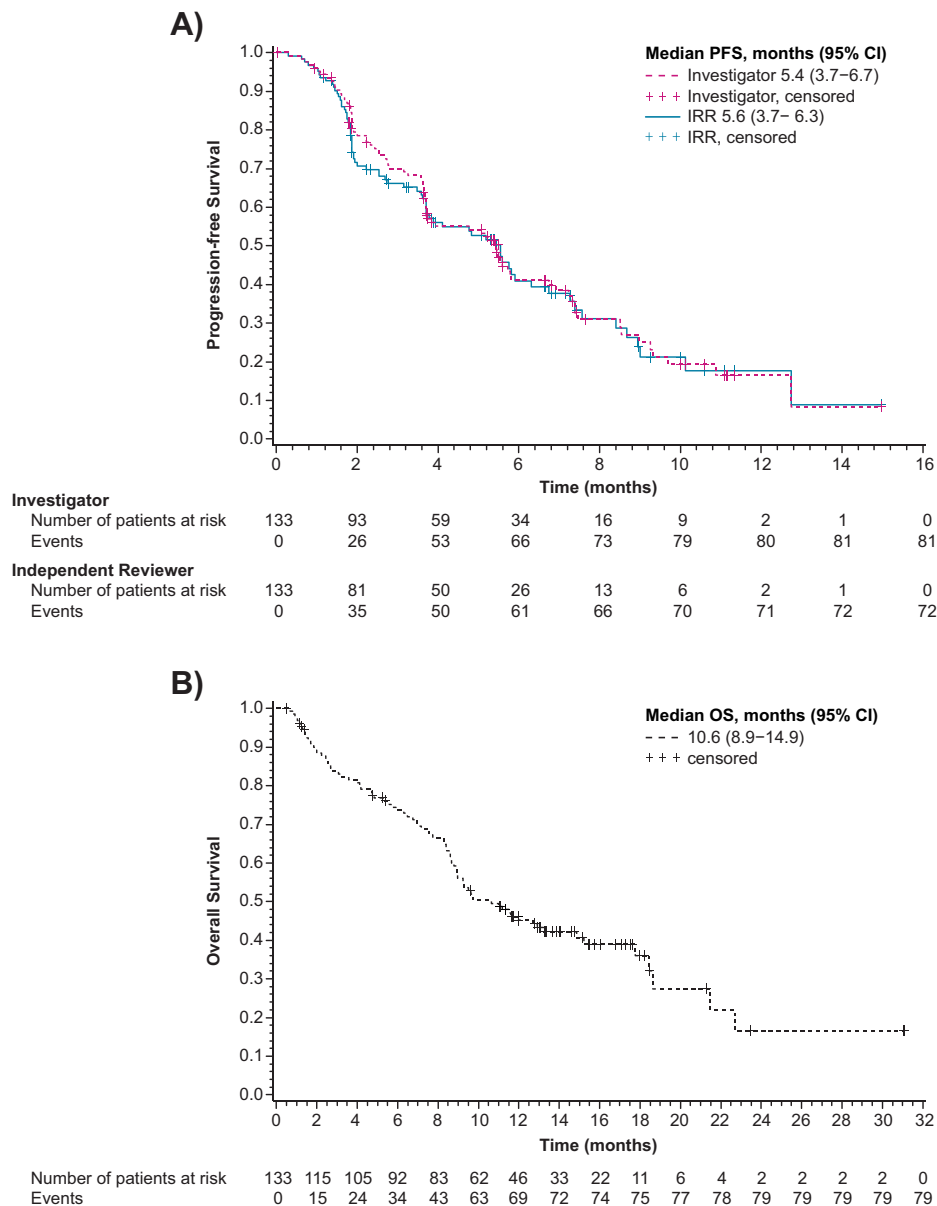 A)
Median PFS, months (95% CI)
Investigator 5.4 (3.7–6.7)
Investigator, censored
IRR 5.6 (3.7– 6.3)
IRR, censored
Progression-free Survival
1.0
0.9
0.8
0.7
0.6
0.5
0.4
0.3
0.2
0.1
0.0
0 2 4 6 8 10 12 14 16
Time (months)
Investigator
Number of patients at risk 133 93 59 34 16 9 2 1 0
Events 0 26 53 66 73 79 80 81 81
Independent Reviewer
Number of patients at risk 133 81 50 26 13 6 2 1 0
Events 0 35 50 61 66 70 71 72 72
B)
Median OS, months (95% CI)
10.6 (8.9–14.9)
censored
Overall Survival
1.0
0.9
0.8
0.7
0.6
0.5
0.4
0.3
0.2
0.1
0.0
0 2 4 6 8 10 12 14 16 18 20 22 24 26 28 30 32
Time (months)
Number of patients at risk 133 115 105 92 83 62 46 33 22 11 6 4 2 2 2 2 0
Events 0 15 24 34 43 63 69 72 74 75 77 78 79 79 79 79 79